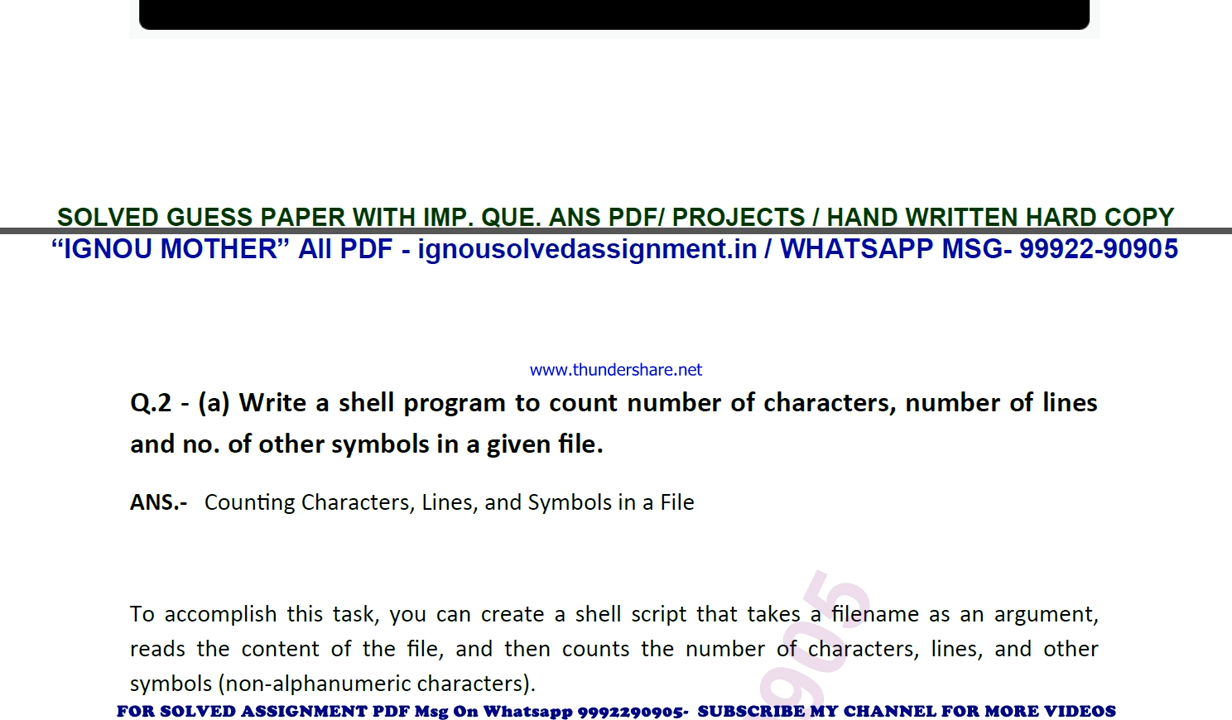 SOLVED GUESS PAPER WITH IMP. QUE. ANS PDF/ PROJECTS / HAND WRITTEN HARD COPY
“IGNOU MOTHER” All PDF - ignousolvedassignment.in / WHATSAPP MSG- 99922-90905
www.thundershare.net
Q.2 - (a) Write a shell program to count number of characters, number of lines
and no. of other symbols in a given file.
ANS.- Counting Characters, Lines, and Symbols in a File
To accomplish this task, you can create a shell script that takes a filename as an argument,
reads the content of the file, and then counts the number of characters, lines, and other
symbols (non-alphanumeric characters).
905
FOR SOLVED ASSIGNMENT PDF Msg On Whatsapp 9992290905- SUBSCRIBE MY CHANNEL FOR MORE VIDEOS